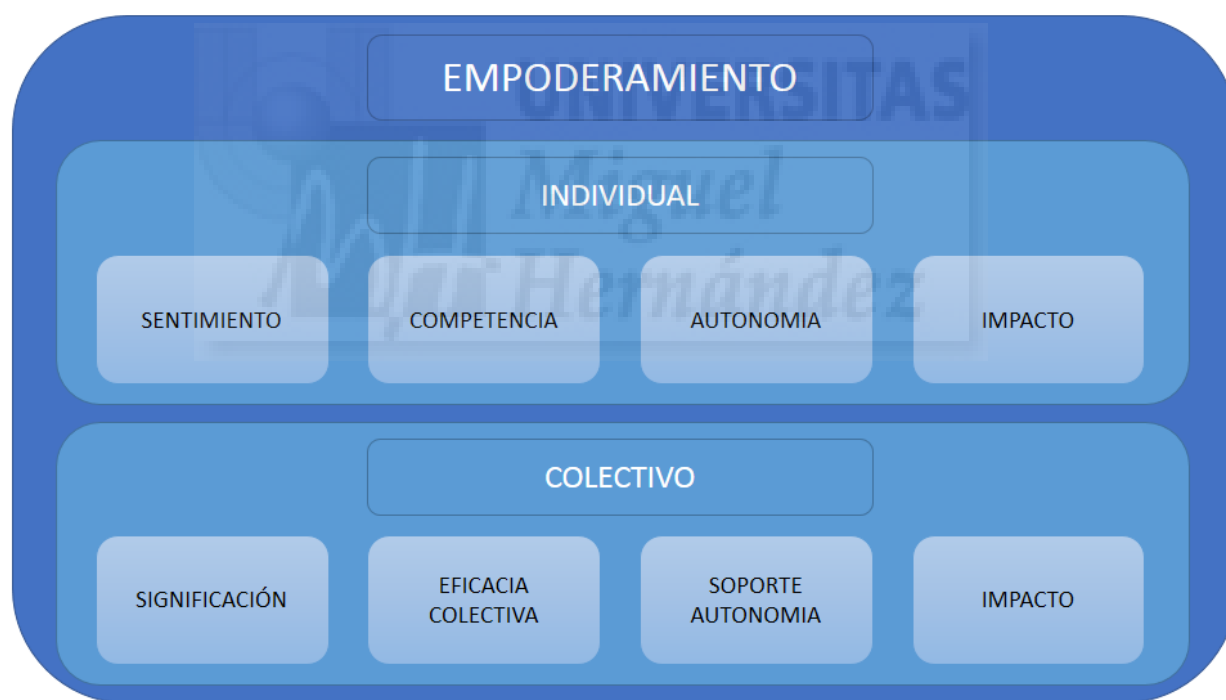 EMPODERAMIENTO
UNIVERSITAS
Miguel
Hernández
INDIVIDUAL
SENTIMIENTO
COMPETENCIA
AUTONOMIA
IMPACTO
COLECTIVO
SIGNIFICACIÓN
EFICACIA
COLECTIVA
SOPORTE
AUTONOMIA
IMPACTO